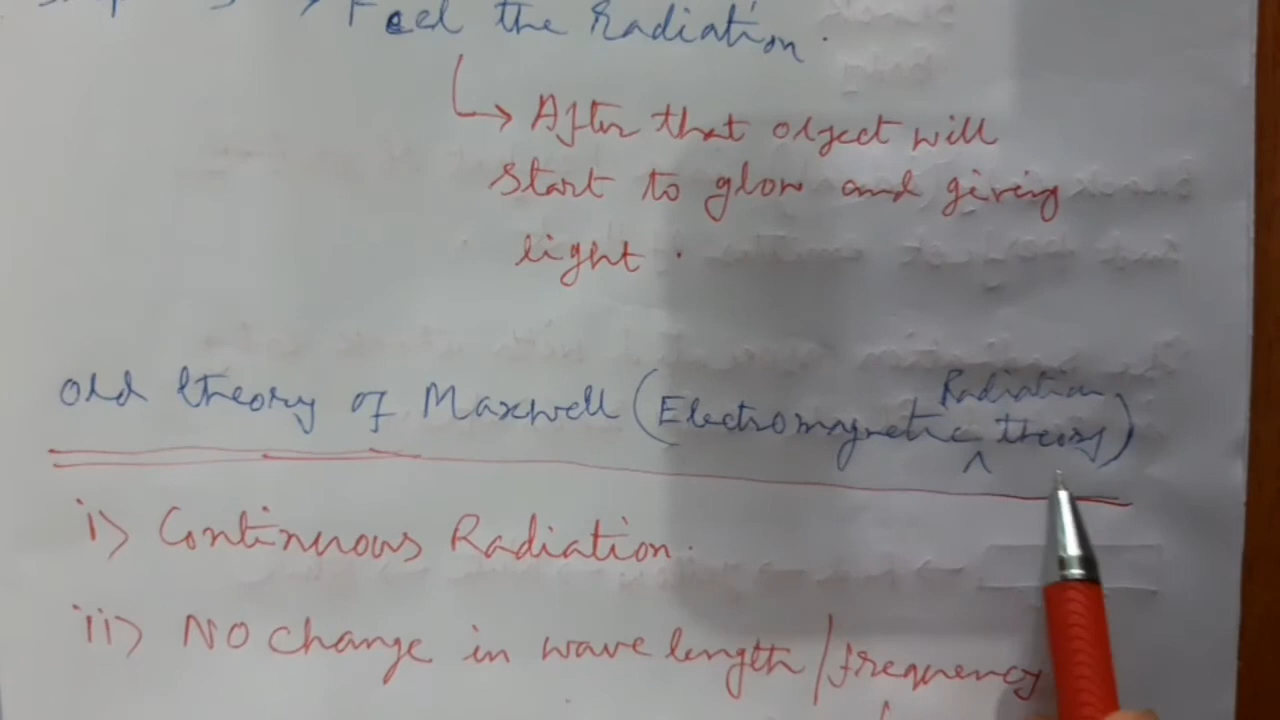 Feel the Radiation.
After that object will
start to glow and giving
light.
Old theory of Maxwell (Electromagnetic Radiation theory)
i> Continuous Radiation.
ii> NO change in wave length/frequency